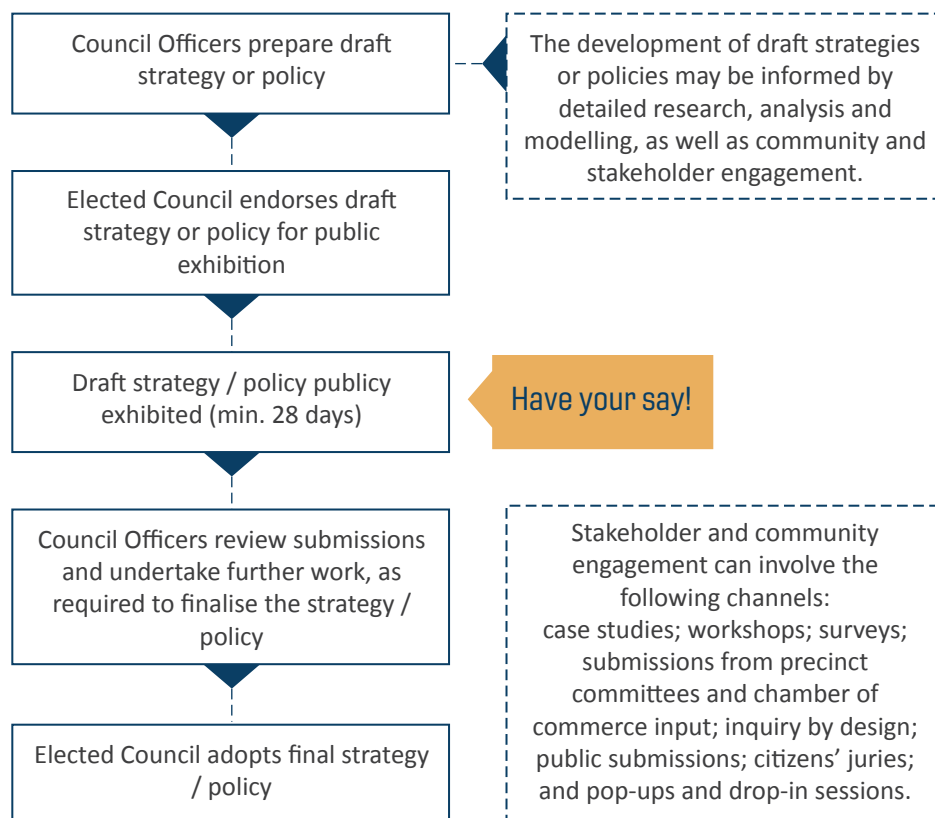 Council Officers prepare draft
strategy or policy
The development of draft strategies
or policies may be informed by
detailed research, analysis and
modelling, as well as community and
stakeholder engagement.
Elected Council endorses draft
strategy or policy for public
exhibition
Draft strategy / policy publicy
exhibited (min. 28 days)
Have your say!
Council Officers review submissions
and undertake further work, as
required to finalise the strategy /
policy
Stakeholder and community
engagement can involve the
following channels:
case studies; workshops; surveys;
submissions from precinct
committees and chamber of
commerce input; inquiry by design;
public submissions; citizens’ juries;
and pop-ups and drop-in sessions.
Elected Council adopts final strategy
/ policy